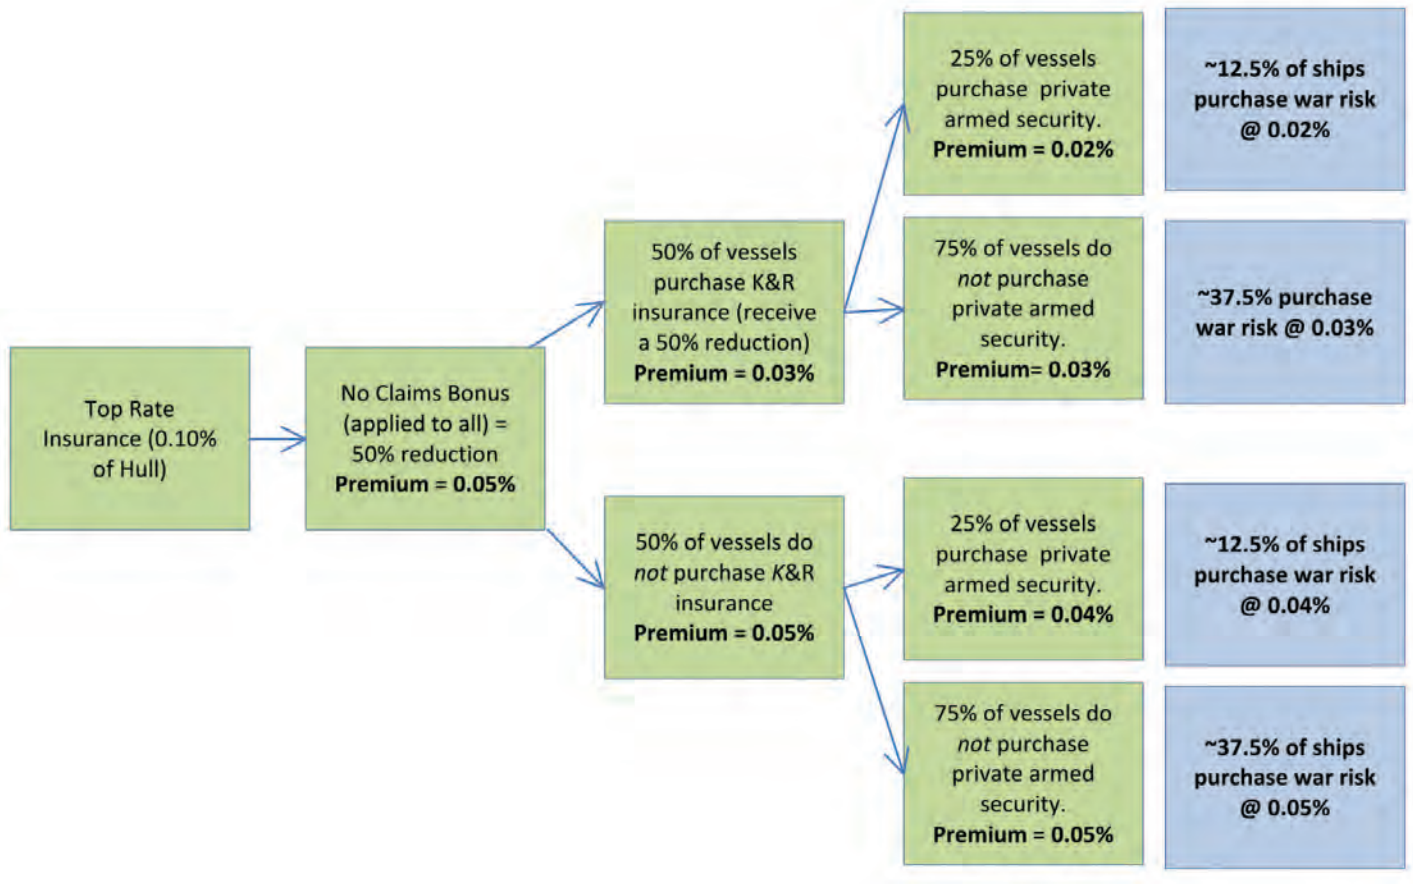 Top Rate
Insurance (0.10%
of Hull)
No Claims Bonus
(applied to all) =
50% reduction
Premium = 0.05%
50% of vessels
purchase K&R
insurance (receive
a 50% reduction)
Premium = 0.03%
50% of vessels do
not purchase K&R
insurance
Premium = 0.05%
25% of vessels
purchase private
armed security.
Premium = 0.02%
75% of vessels do
not purchase
private armed
security.
Premium= 0.03%
25% of vessels
purchase private
armed security.
Premium = 0.04%
75% of vessels do
not purchase
private armed
security.
Premium = 0.05%
~12.5% of ships
purchase war risk
@ 0.02%
~37.5% purchase
war risk @ 0.03%
~12.5% of ships
purchase war risk
@ 0.04%
~37.5% of ships
purchase war risk
@ 0.05%